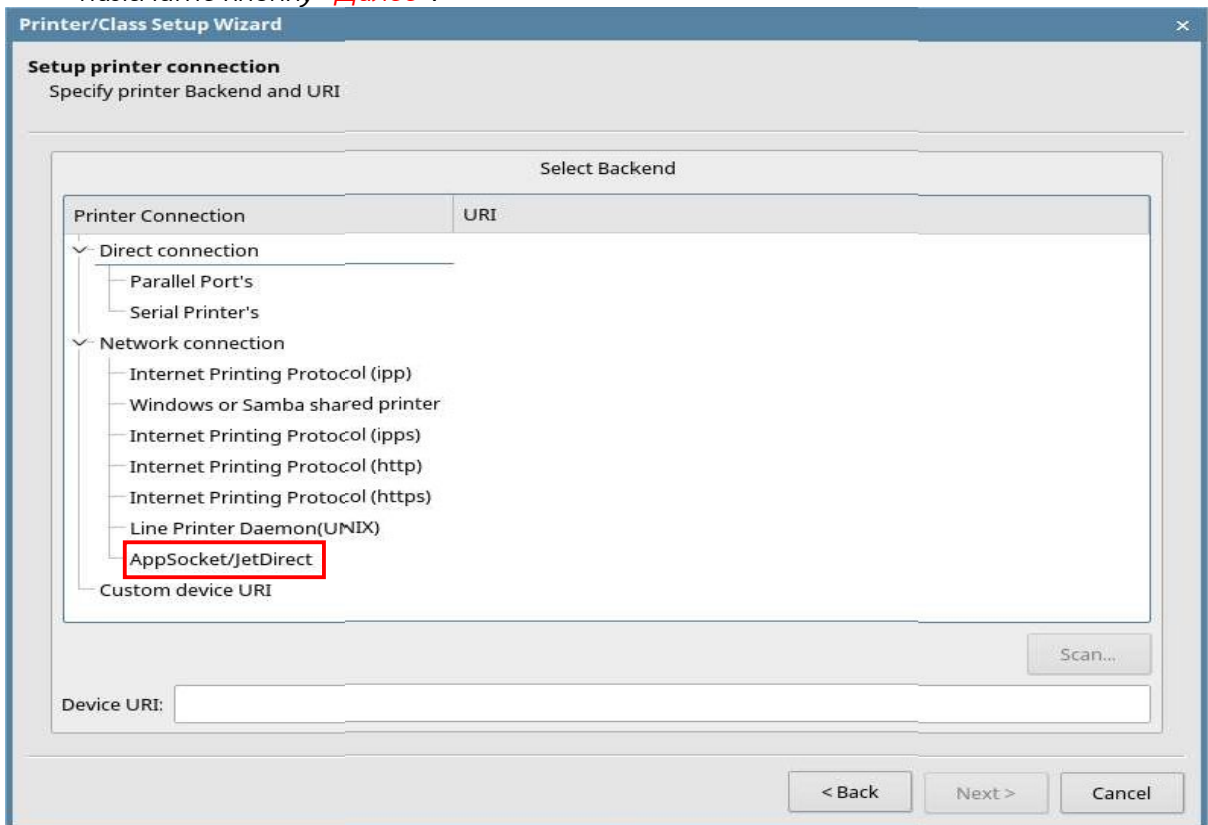 "Далее".
Printer/Class Setup Wizard
Setup printer connection
Specify printer Backend and URI
Select Backend
Printer Connection URI
Direct connection
Parallel Port's
Serial Printer's
Network connection
Internet Printing Protocol (ipp)
Windows or Samba shared printer
Internet Printing Protocol (ipps)
Internet Printing Protocol (http)
Internet Printing Protocol (https)
Line Printer Daemon(UNIX)
AppSocket/JetDirect
Custom device URI
Scan...
Device URI:
< Back Next > Cancel